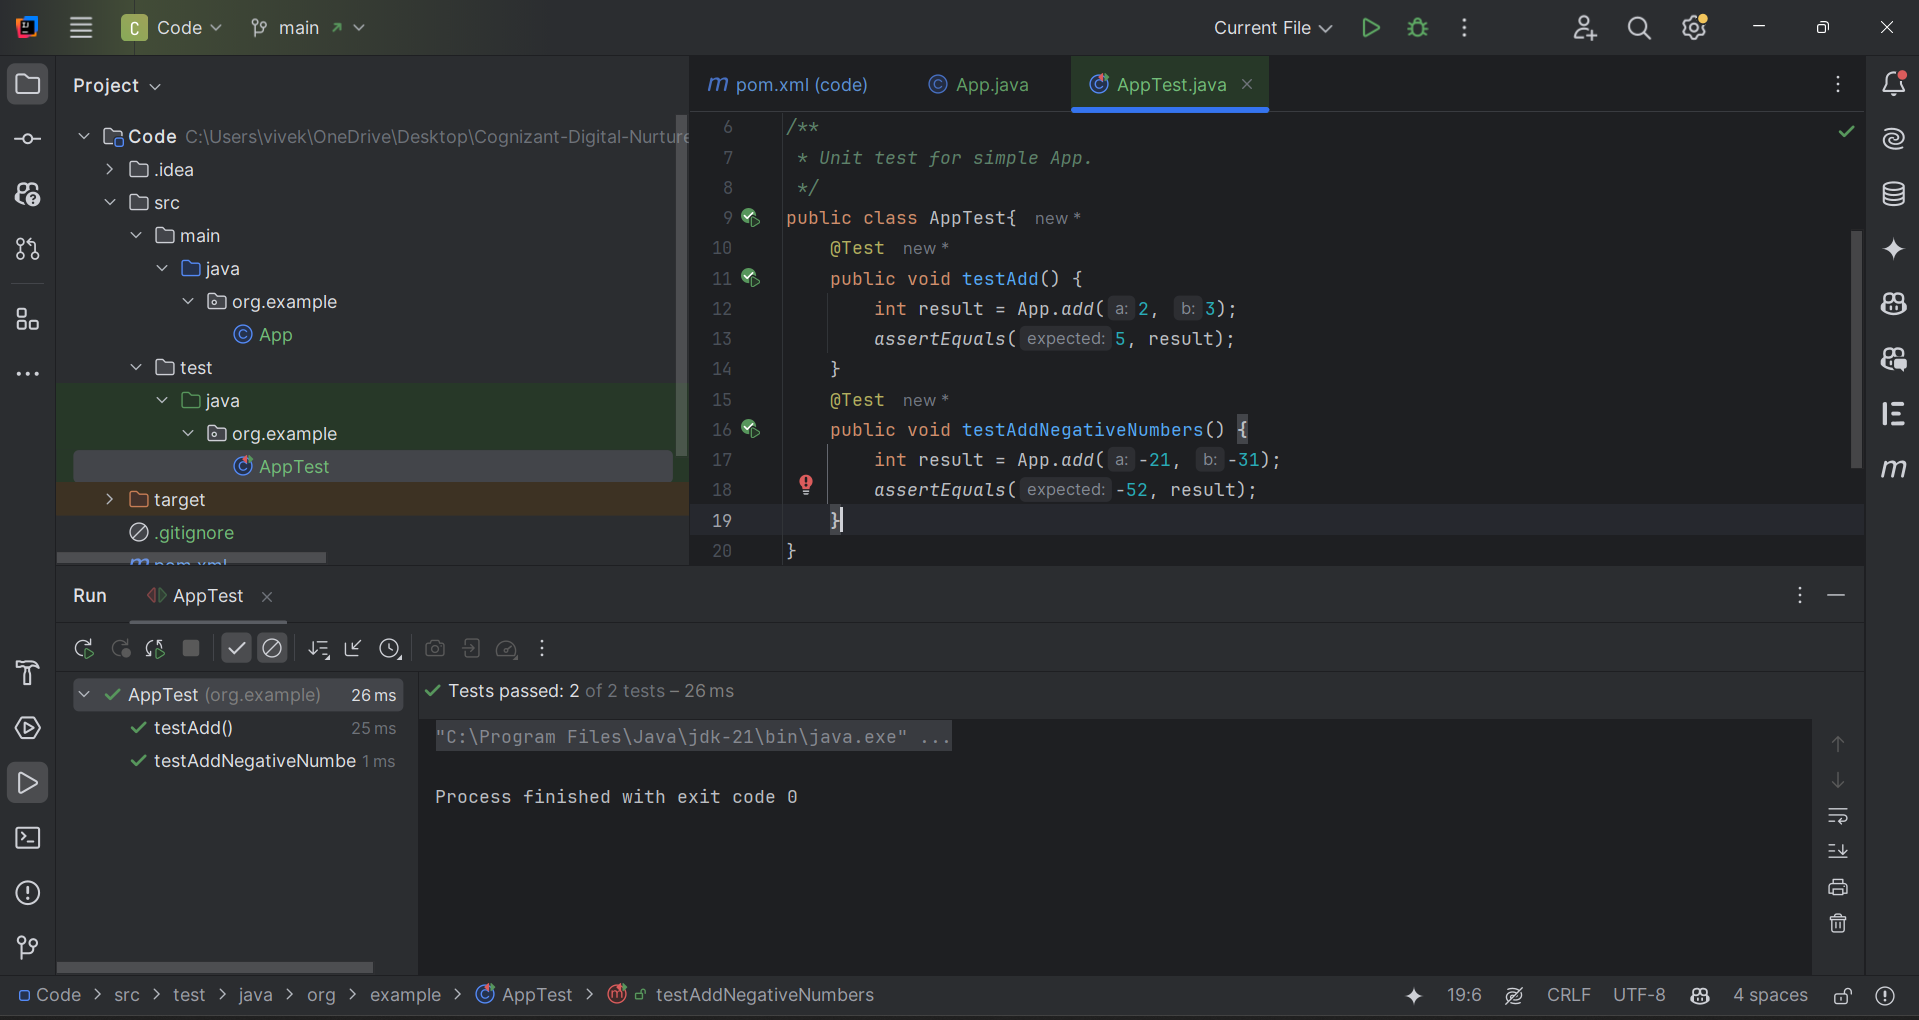 C Code main Current File
Project
pom.xml (code) App.java AppTest.java
Code C:\Users\vivek\OneDrive\Desktop\Cognizant-Digital-Nurture
.idea
src
main
java
org.example
App
test
java
org.example
AppTest
target
.gitignore
pom.xml
6 /**
7 * Unit test for simple App.
8 */
9 public class AppTest{ new *
10 @Test new *
11 public void testAdd() {
12 int result = App.add( a: 2, b: 3);
13 assertEquals( expected: 5, result);
14 }
15 @Test new *
16 public void testAddNegativeNumbers() {
17 int result = App.add( a: -21, b: -31);
18 assertEquals( expected: -52, result);
19 }
20 }
Run AppTest
AppTest (org.example) 26 ms
testAdd() 25 ms
testAddNegativeNumbe 1 ms
Tests passed: 2 of 2 tests – 26 ms
"C:\Program Files\Java\jdk-21\bin\java.exe" ...
Process finished with exit code 0
Code > src > test > java > org > example > AppTest > testAddNegativeNumbers 19:6 CRLF UTF-8 4 spaces